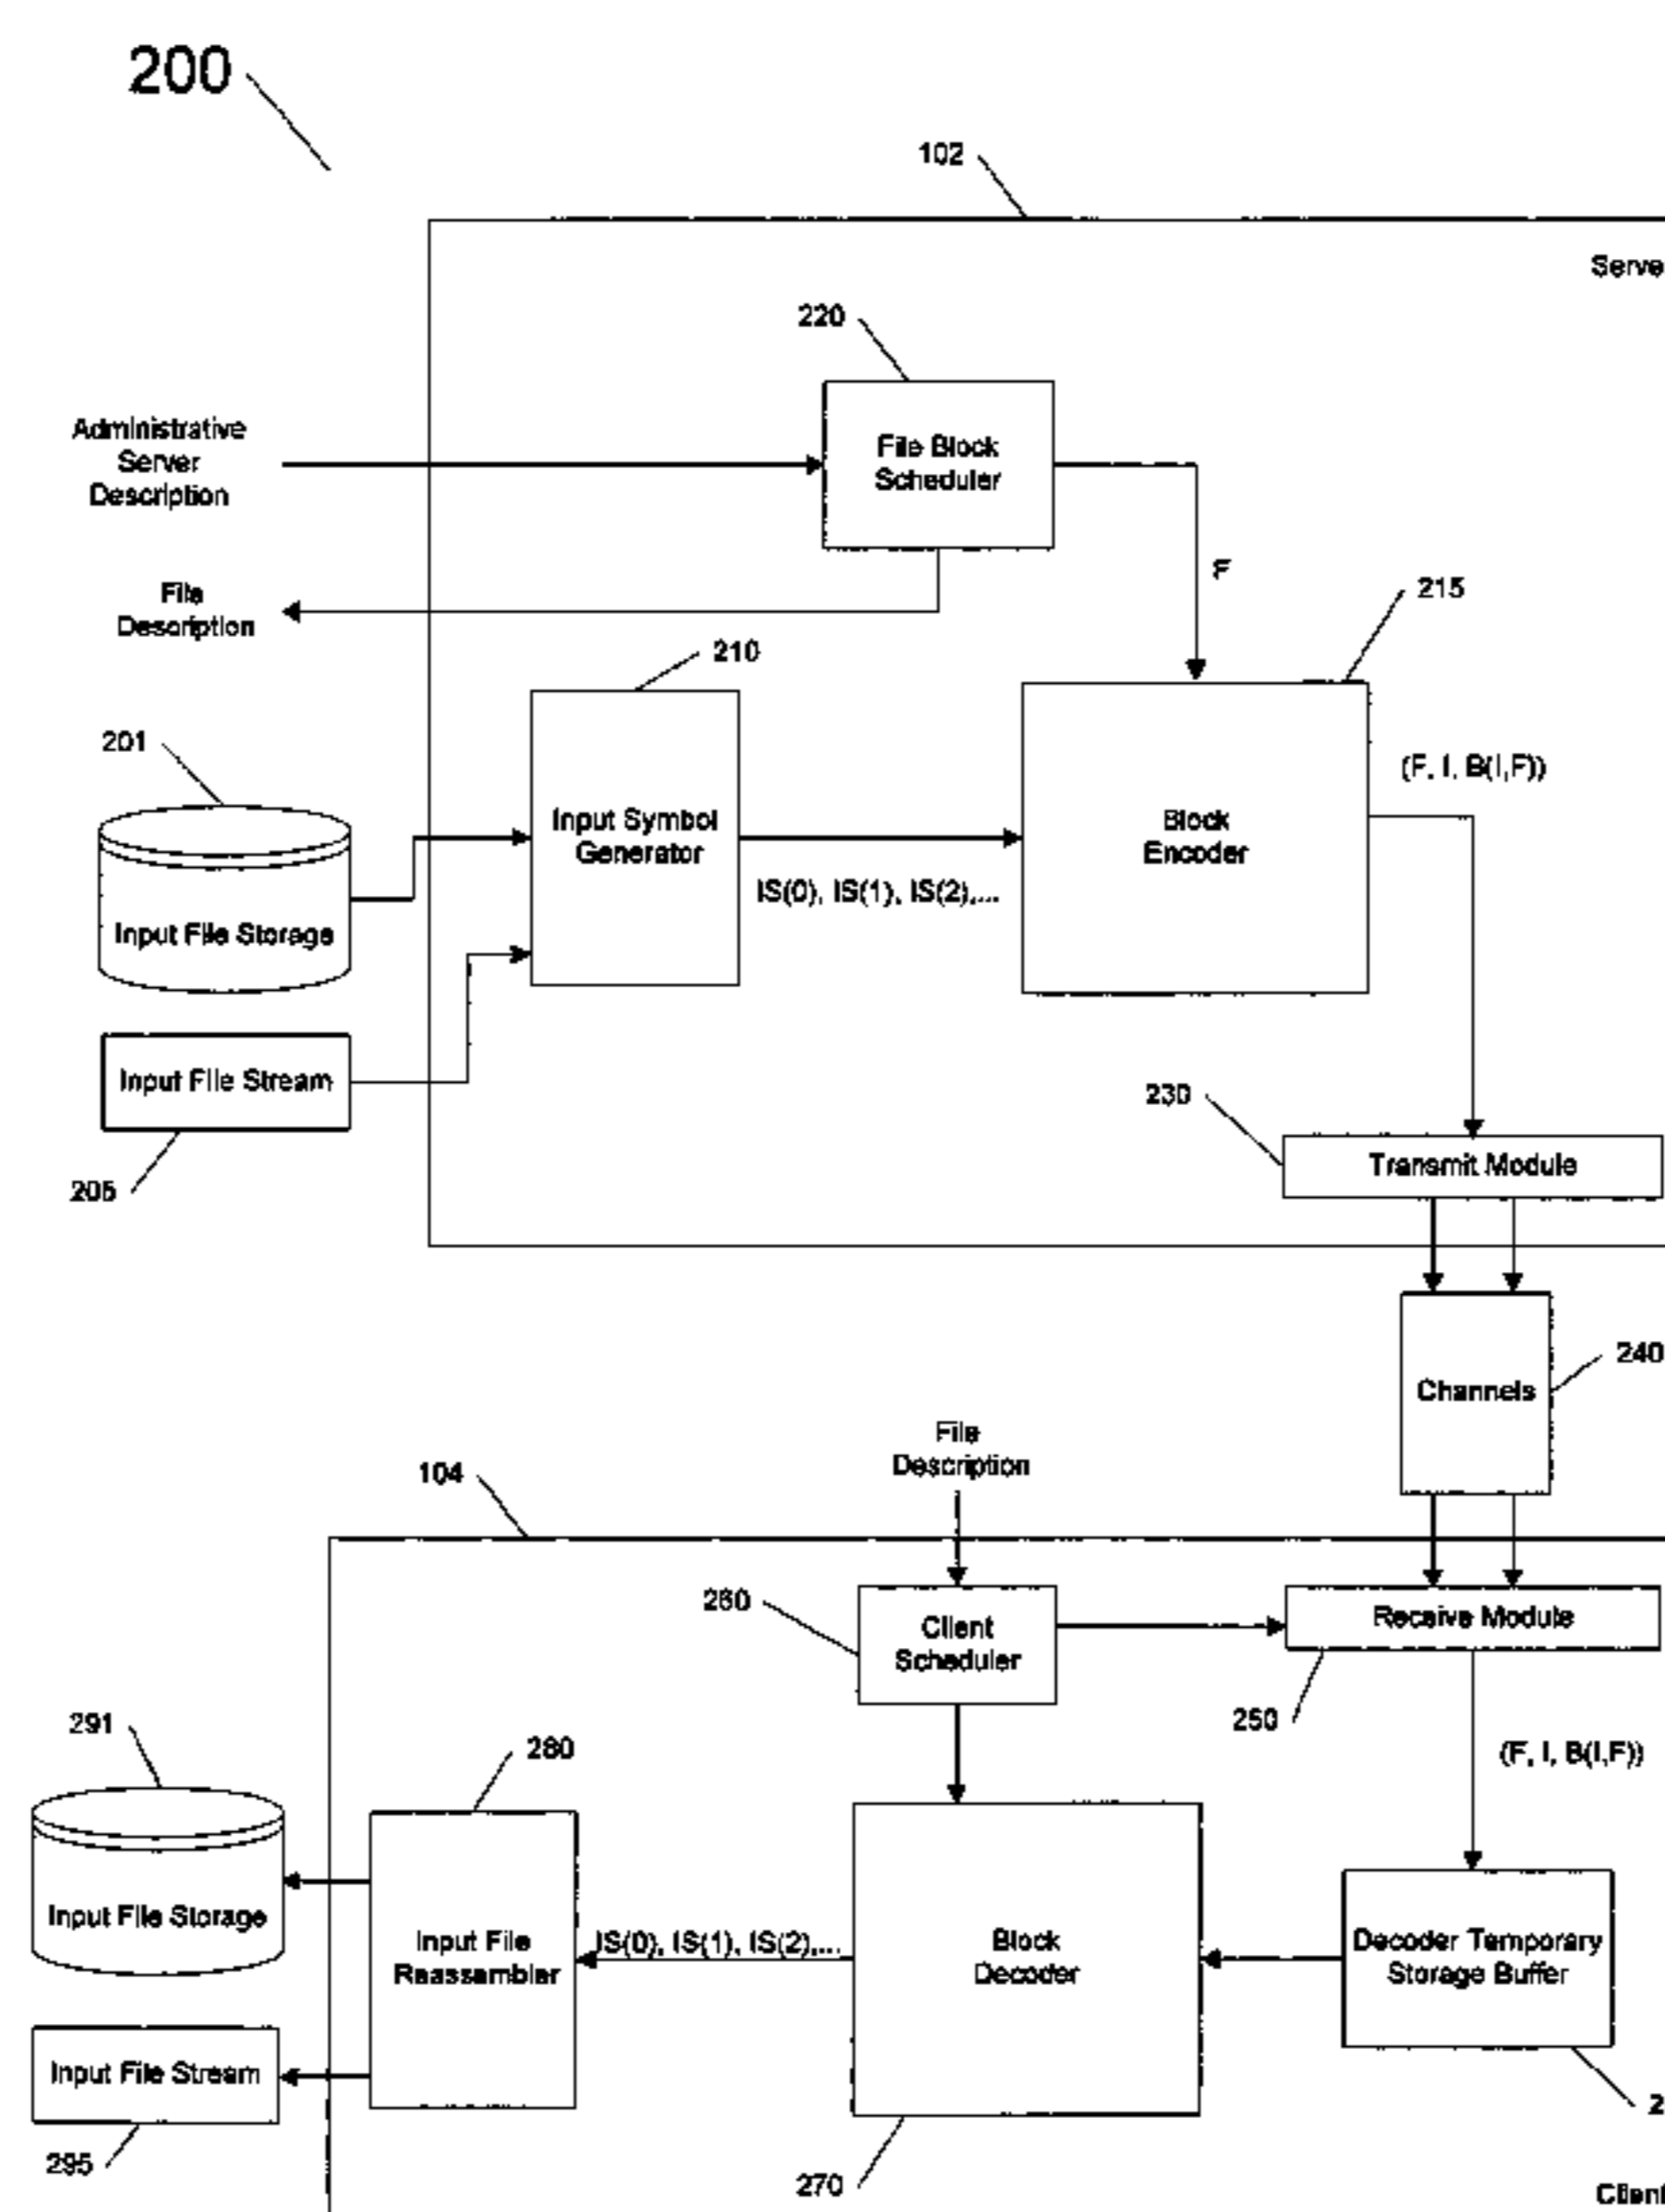 200
102
Serve
220
Administrative
Server
Description
File Block
Scheduler
F
File
Description
215
210
201
(F, I, B(I,F))
Input Symbol
Generator
Block
Encoder
IS(0), IS(1), IS(2),...
Input File Storage
Input File Stream
230
205
Transmit Module
240
Channels
File
Description
104
260
Client
Scheduler
Receive Module
250
291
280
(F, I, B(I,F))
Input File Storage
Input File
Reassembler
IS(0), IS(1), IS(2),...
Block
Decoder
Decoder Temporary
Storage Buffer
Input File Stream
2
295
270
Client